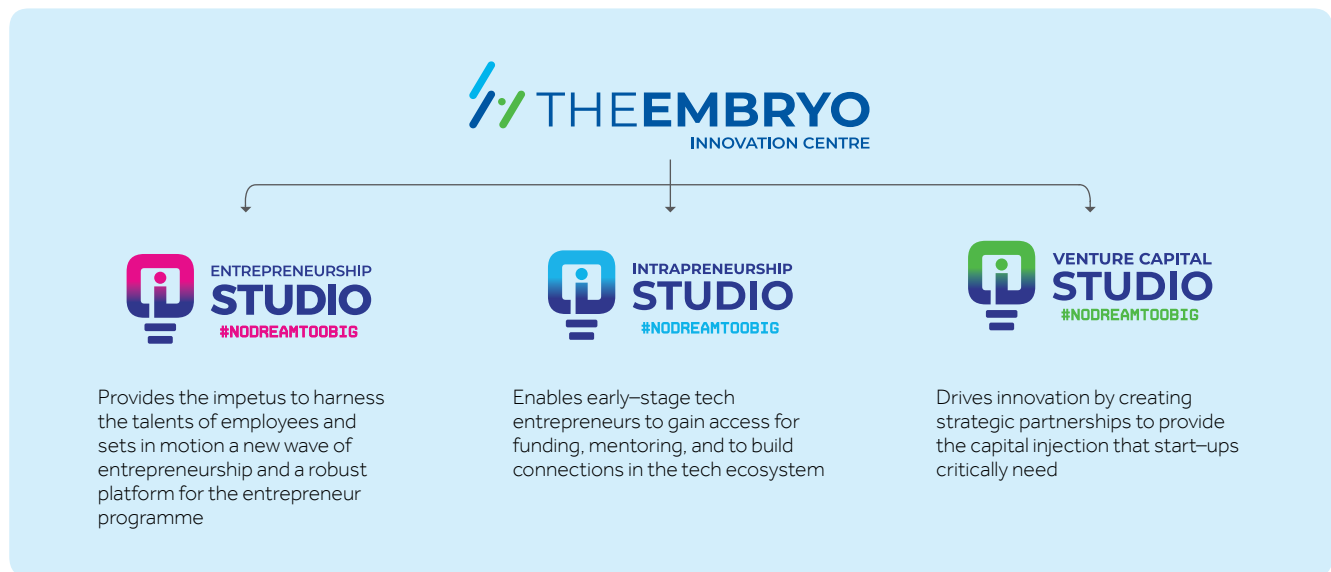 THEEMBRYO
INNOVATION CENTRE
ENTREPRENEURSHIP
STUDIO
#NODREAMTOOBIG
Provides the impetus to harness
the talents of employees and
sets in motion a new wave of
entrepreneurship and a robust
platform for the entrepreneur
programme
INTRAPRENEURSHIP
STUDIO
#NODREAMTOOBIG
Enables early–stage tech
entrepreneurs to gain access for
funding, mentoring, and to build
connections in the tech ecosystem
VENTURE CAPITAL
STUDIO
#NODREAMTOOBIG
Drives innovation by creating
strategic partnerships to provide
the capital injection that start–ups
critically need